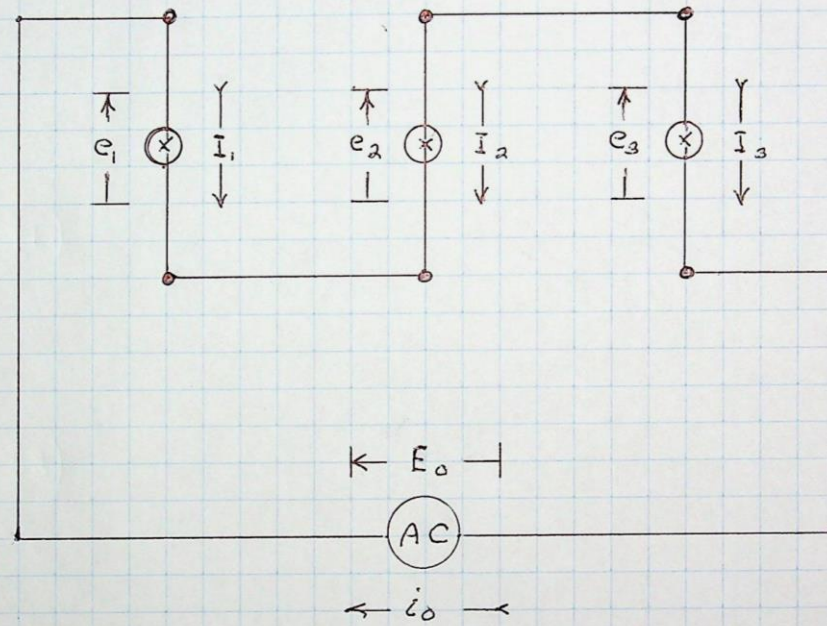 e₁ × I₁ e₂ × I₂ e₃ × I₃
E₀
AC
i₀